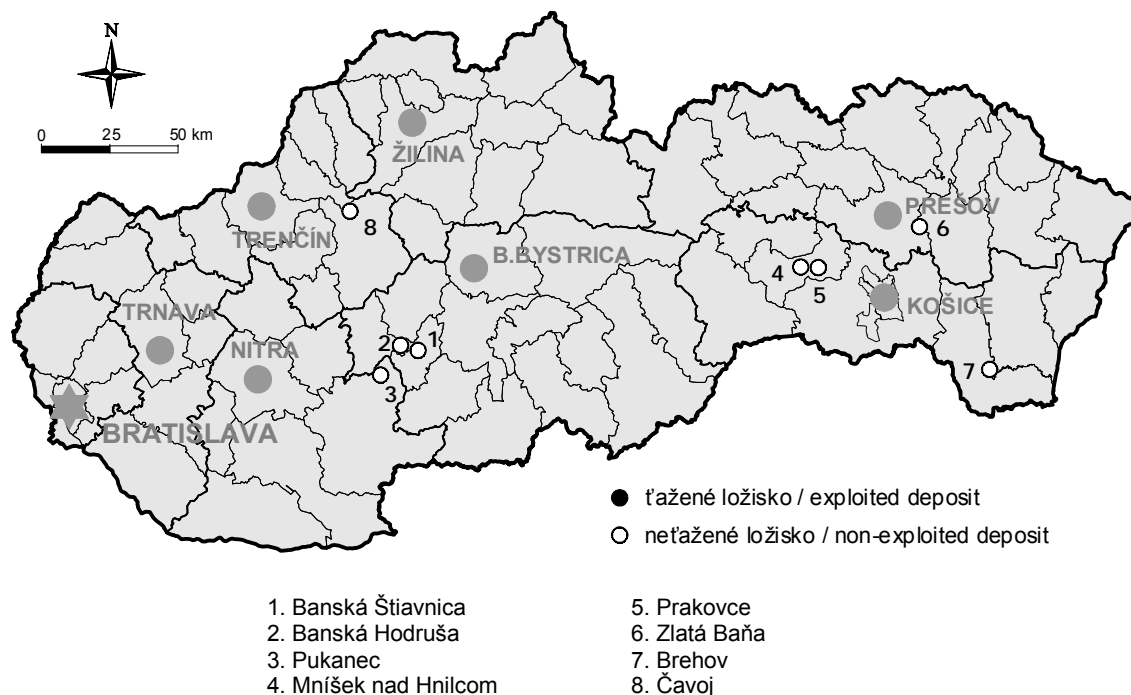 N
0 25 50 km
ŽILINA
PREŠOV
6
TRENČÍN
8
B.BYSTRICA
4
5
KOŠICE
TRNAVA
NITRA
2 1
3
7
BRATISLAVA
ťažené ložisko / exploited deposit
neťažené ložisko / non-exploited deposit
1. Banská Štiavnica
2. Banská Hodruša
3. Pukanec
4. Mníšek nad Hnilcom
5. Prakovce
6. Zlatá Baňa
7. Brehov
8. Čavoj